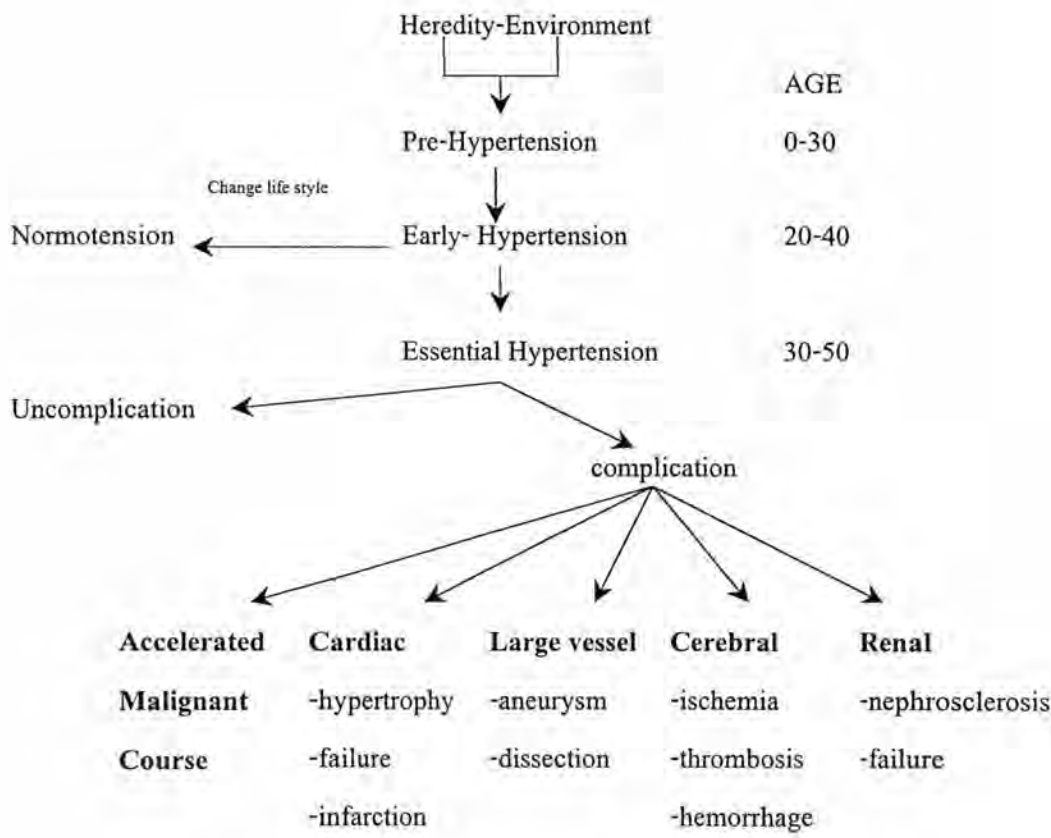 Heredity-Environment
AGE
Pre-Hypertension 0-30
Change life style
Normotension Early- Hypertension 20-40
Essential Hypertension 30-50
Uncomplication
complication
Accelerated Cardiac Large vessel Cerebral Renal
Malignant -hypertrophy -aneurysm -ischemia -nephrosclerosis
Course -failure -dissection -thrombosis -failure
-infarction -hemorrhage